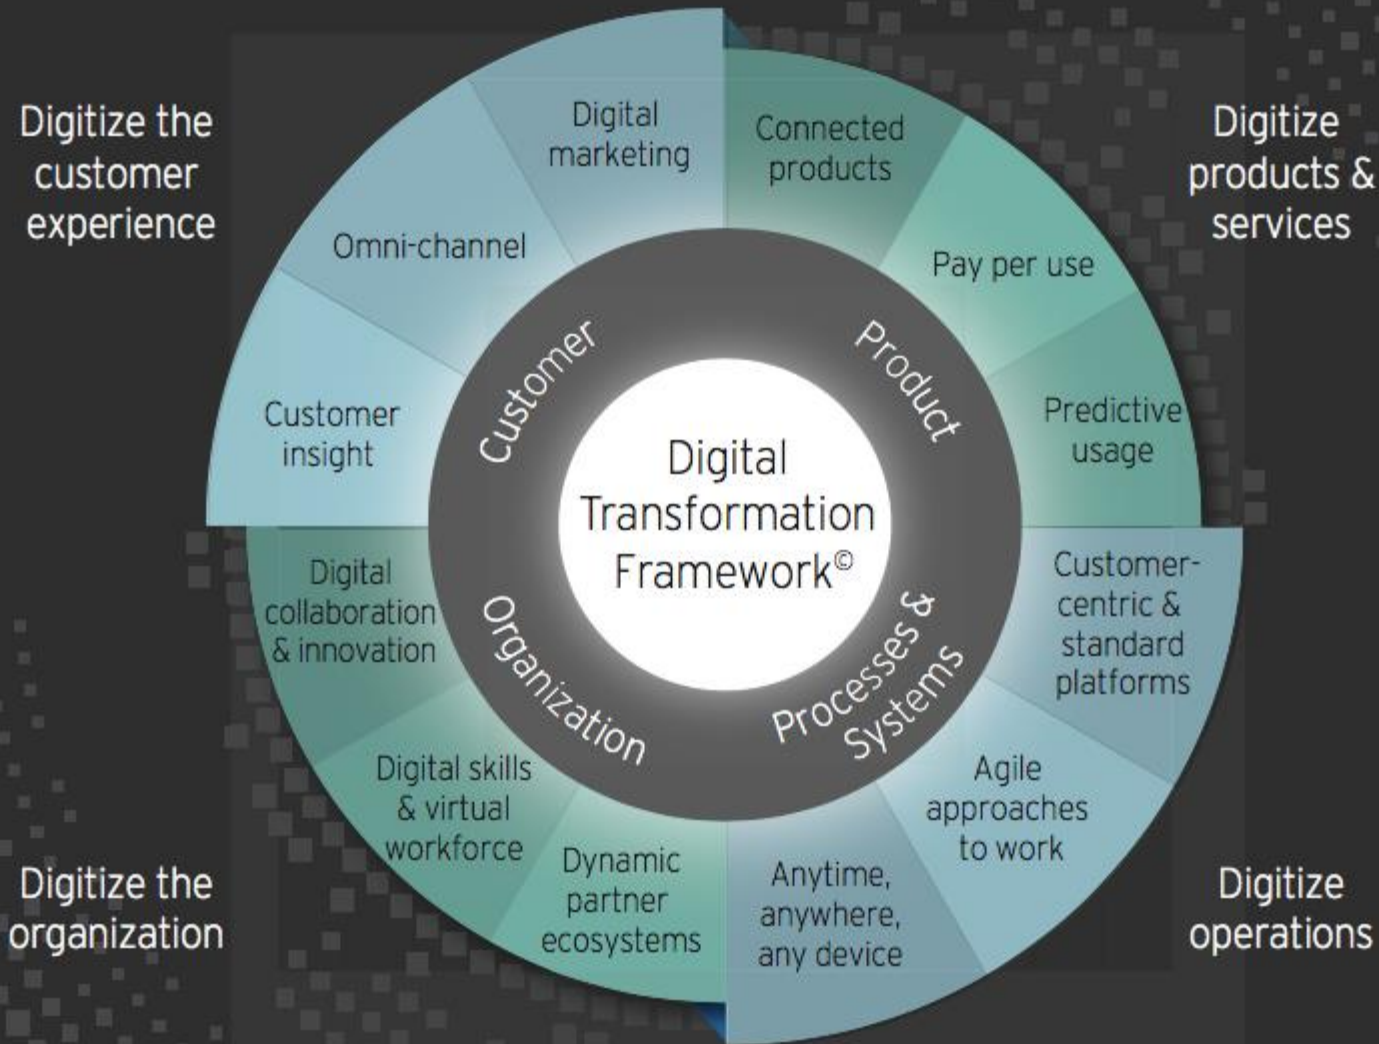 Digitize the
customer
experience
Digital
marketing
Omni-channel
Customer
insight
Connected
products
Pay per use
Predictive
usage
Digitize
products &
services
Customer
Product
Digital
Transformation
Framework©
Organization
Processes &
Systems
Digital
collaboration
& innovation
Digital skills
& virtual
workforce
Dynamic
partner
ecosystems
Customer-
centric &
standard
platforms
Agile
approaches
to work
Anytime,
anywhere,
any device
Digitize the
organization
Digitize
operations